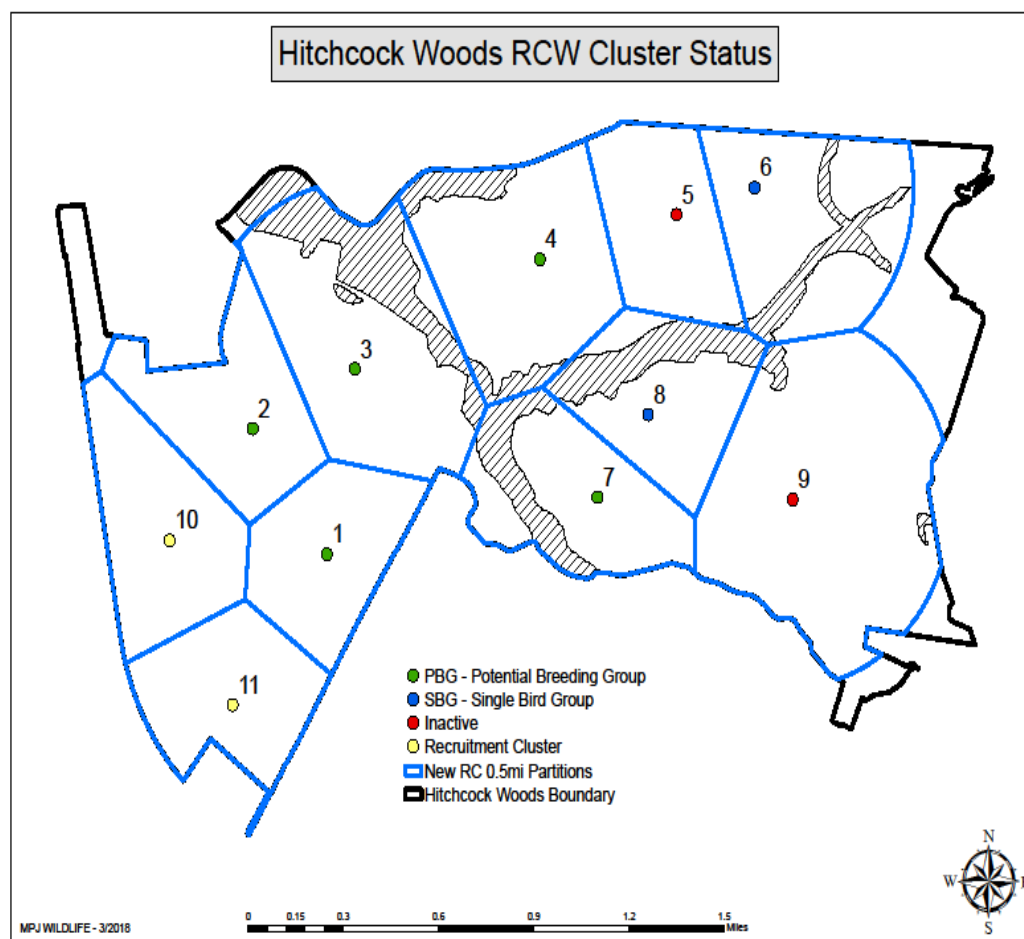 Hitchcock Woods RCW Cluster Status
6
5
4
3
8
2
7
9
10
1
11
PBG - Potential Breeding Group
SBG - Single Bird Group
Inactive
Recruitment Cluster
New RC 0.5mi Partitions
Hitchcock Woods Boundary
N
W E
S
0 0.15 0.3 0.6 0.9 1.2 1.5
Miles
MPJ WILDLIFE - 3/2018